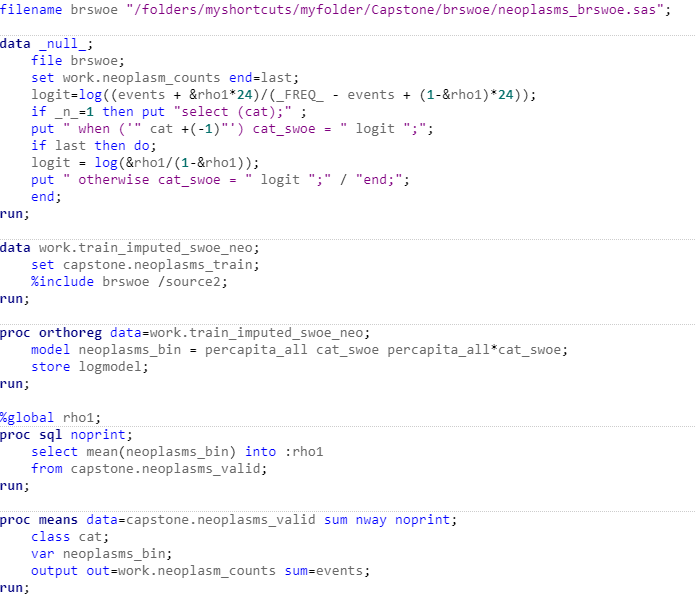 filename brswoe "/folders/myshortcuts/myfolder/Capstone/brswoe/neoplasms_brswoe.sas";
data _null_;
file brswoe;
set work.neoplasm_counts end=last;
logit=log((events + &rho1*24)/(_FREQ_ - events + (1-&rho1)*24));
if _n_=1 then put "select (cat);" ;
put " when ('" cat +(-1)"') cat_swoe = " logit ";";
if last then do;
logit = log(&rho1/(1-&rho1));
put " otherwise cat_swoe = " logit ";" / "end;";
end;
run;
data work.train_imputed_swoe_neo;
set capstone.neoplasms_train;
%include brswoe /source2;
run;
proc orthoreg data=work.train_imputed_swoe_neo;
model neoplasms_bin = percapita_all cat_swoe percapita_all*cat_swoe;
store logmodel;
run;
%global rho1;
proc sql noprint;
select mean(neoplasms_bin) into :rho1
from capstone.neoplasms_valid;
run;
proc means data=capstone.neoplasms_valid sum nway noprint;
class cat;
var neoplasms_bin;
output out=work.neoplasm_counts sum=events;
run;